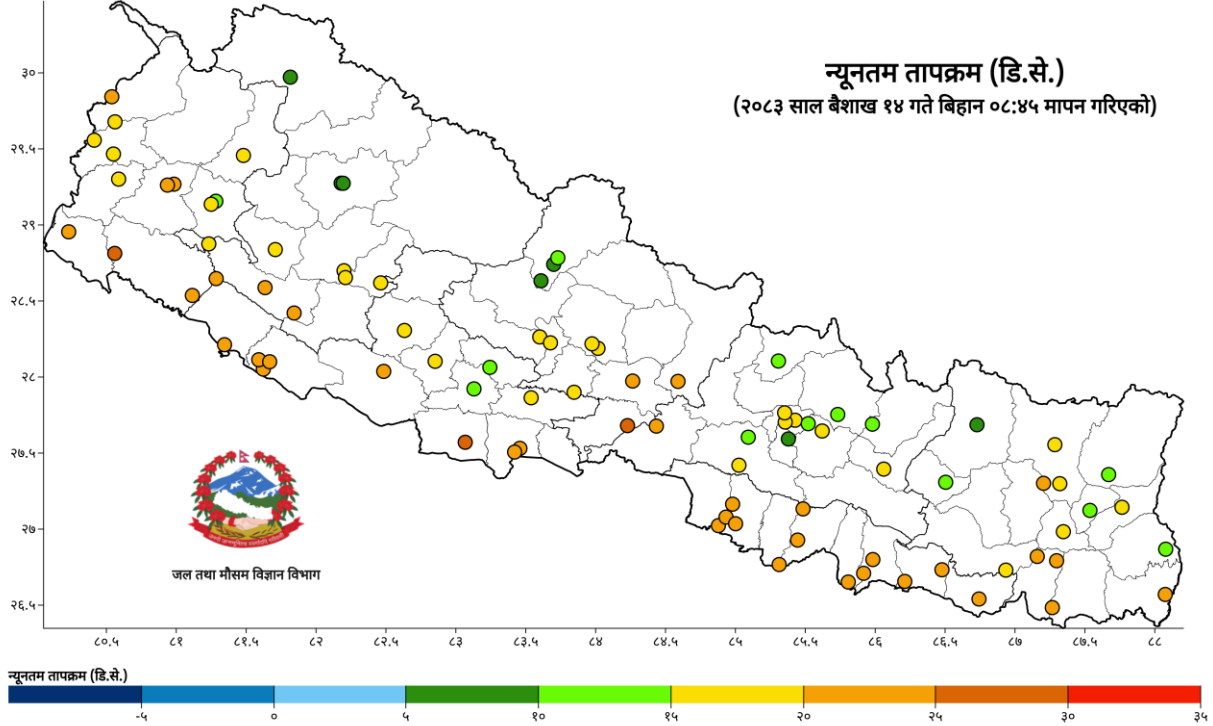 न्यूनतम तापक्रम (डि.से.)
(२०८३ साल बैशाख १४ गते बिहान ०८:४५ मापन गरिएको)
३०
२९.५
२९
२८.५
२८
२७.५
२७
२६.५
जल तथा मौसम विज्ञान विभाग
८०.५ ८१ ८१.५ ८२ ८२.५ ८३ ८३.५ ८४ ८४.५ ८५ ८५.५ ८६ ८६.५ ८७ ८७.५ ८८
न्यूनतम तापक्रम (डि.से.)
-५ ० ५ १० १५ २० २५ ३० ३५